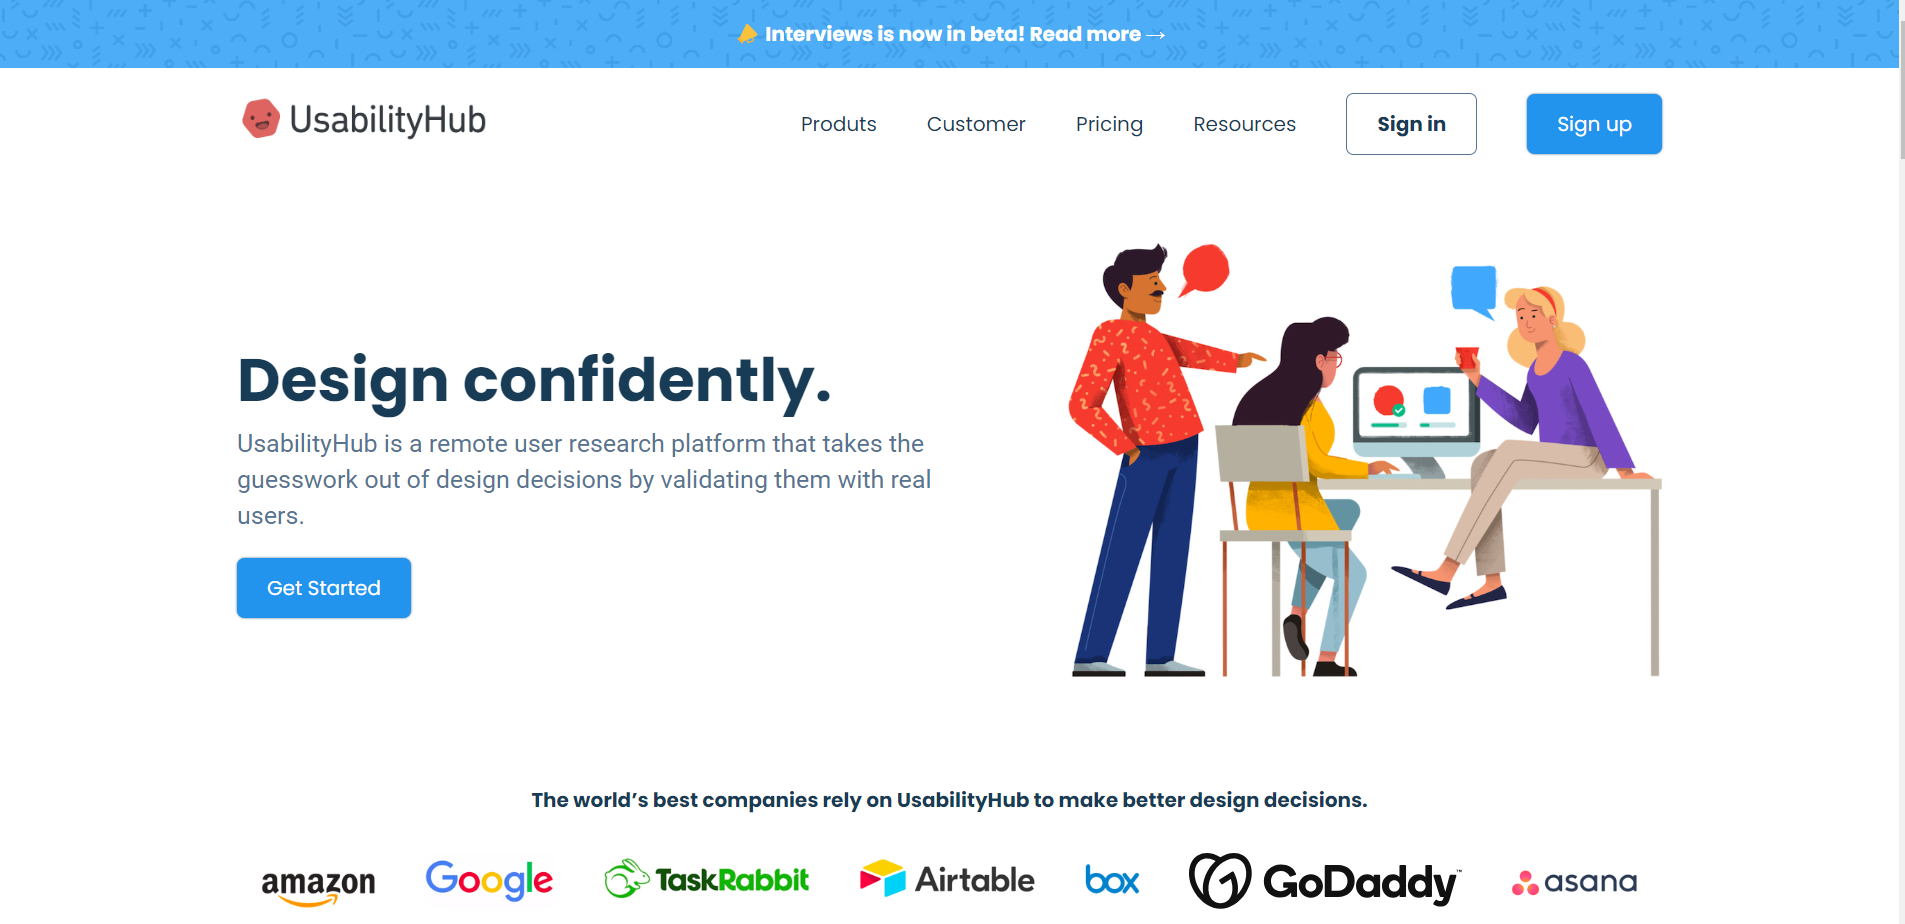 Interviews is now in beta! Read more →
UsabilityHub
Produts
Customer
Pricing
Resources
Sign in
Sign up
Design confidently.
UsabilityHub is a remote user research platform that takes the
guesswork out of design decisions by validating them with real
users.
Get Started
The world's best companies rely on UsabilityHub to make better design decisions.
amazon
Google
TaskRabbit
Airtable
box
GoDaddy™
asana